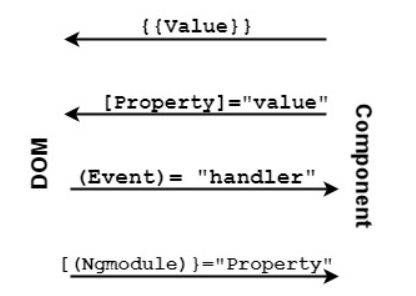 {{Value}}
[Property]="value"
DOM
Component
(Event)= "handler"
[(Ngmodule)}="Property"